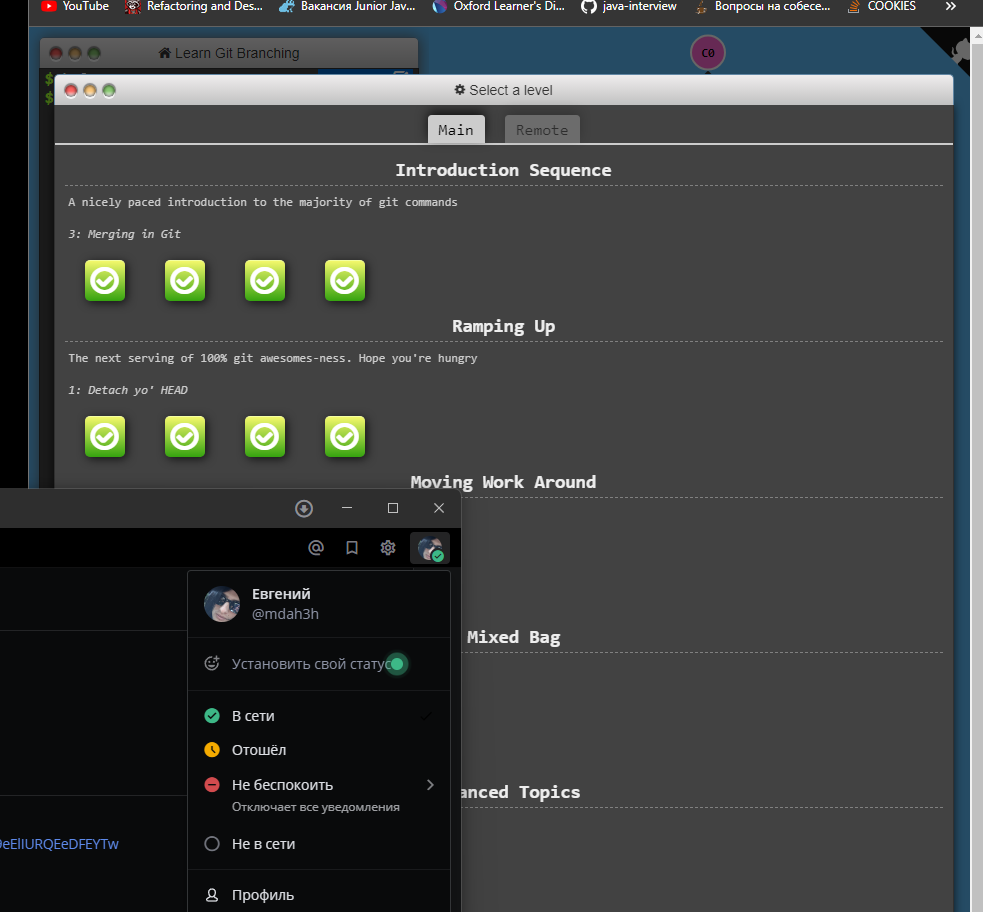 YouTube
Refactoring and Des...
Вакансия Junior Jav...
Oxford Learner's Di...
java-interview
Вопросы на собесе...
COOKIES
Learn Git Branching
C0
$
$
Select a level
Main
Remote
Introduction Sequence
A nicely paced introduction to the majority of git commands
3: Merging in Git
Ramping Up
The next serving of 100% git awesomes-ness. Hope you're hungry
1: Detach yo' HEAD
Moving Work Around
Mixed Bag
anced Topics
Евгений
@mdah3h
Установить свой статус
В сети
Отошёл
Не беспокоить
Отключает все уведомления
Не в сети
Профиль
eElIURQEeDFEYTw